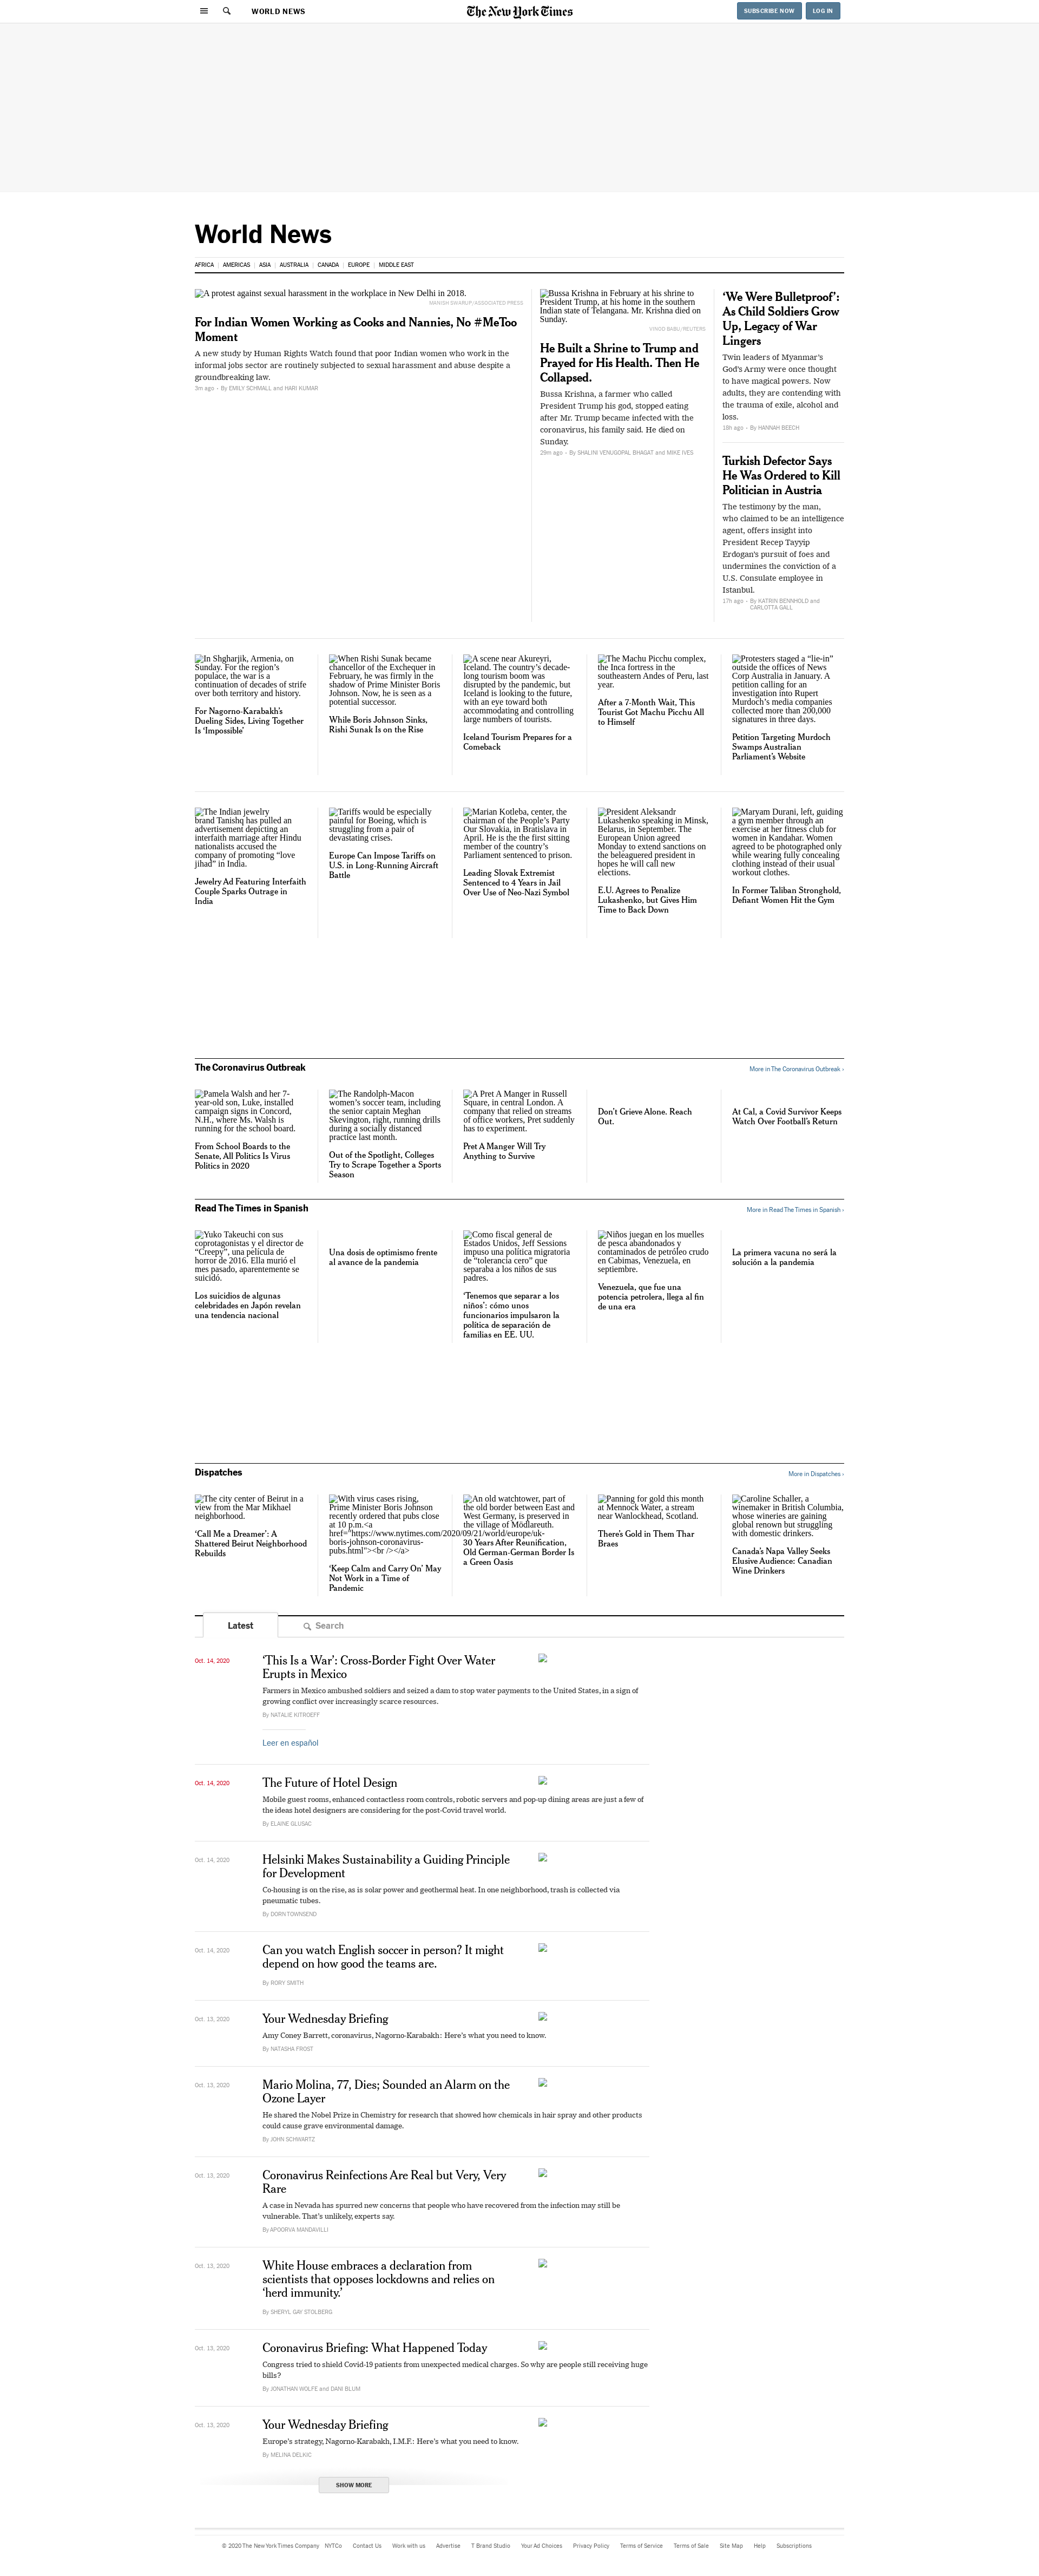 WORLD NEWS
The New York Times
SUBSCRIBE NOW
LOG IN
World News
AFRICA
AMERICAS
ASIA
AUSTRALIA
CANADA
EUROPE
MIDDLE EAST
A protest against sexual harassment in the workplace in New Delhi in 2018.
MANISH SWARUP/ASSOCIATED PRESS
For Indian Women Working as Cooks and Nannies, No #MeToo
Moment
A new study by Human Rights Watch found that poor Indian women who work in the
informal jobs sector are routinely subjected to sexual harassment and abuse despite a
groundbreaking law.
3m ago – By EMILY SCHMALL and HARI KUMAR
Bussa Krishna in February at his shrine to
President Trump, at his home in the southern
Indian state of Telangana. Mr. Krishna died on
Sunday.
VINOD BABU/REUTERS
He Built a Shrine to Trump and
Prayed for His Health. Then He
Collapsed.
Bussa Krishna, a farmer who called
President Trump his god, stopped eating
after Mr. Trump became infected with the
coronavirus, his family said. He died on
Sunday.
29m ago – By SHALINI VENUGOPAL BHAGAT and MIKE IVES
‘We Were Bulletproof’:
As Child Soldiers Grow
Up, Legacy of War
Lingers
Twin leaders of Myanmar’s
God’s Army were once thought
to have magical powers. Now
adults, they are contending with
the trauma of exile, alcohol and
loss.
18h ago – By HANNAH BEECH
Turkish Defector Says
He Was Ordered to Kill
Politician in Austria
The testimony by the man,
who claimed to be an intelligence
agent, offers insight into
President Recep Tayyip
Erdogan’s pursuit of foes and
undermines the conviction of a
U.S. Consulate employee in
Istanbul.
17h ago – By KATRIN BENNHOLD and
CARLOTTA GALL
In Shgharjik, Armenia, on
Sunday. For the region’s
populace, the war is a
continuation of decades of strife
over both territory and history.
For Nagorno-Karabakh’s
Dueling Sides, Living Together
Is ‘Impossible’
When Rishi Sunak became
chancellor of the Exchequer in
February, he was firmly in the
shadow of Prime Minister Boris
Johnson. Now, he is seen as a
potential successor.
While Boris Johnson Sinks,
Rishi Sunak Is on the Rise
A scene near Akureyri,
Iceland. The country’s decade-
long tourism boom was
disrupted by the pandemic, but
Iceland is looking to the future,
with an eye toward both
accommodating and controlling
large numbers of tourists.
Iceland Tourism Prepares for a
Comeback
The Machu Picchu complex,
the Inca fortress in the
southeastern Andes of Peru, last
year.
After a 7-Month Wait, This
Tourist Got Machu Picchu All
to Himself
Protesters staged a “lie-in”
outside the offices of News
Corp Australia in January. A
petition calling for an
investigation into Rupert
Murdoch’s media companies
collected more than 200,000
signatures in three days.
Petition Targeting Murdoch
Swamps Australian
Parliament’s Website
The Indian jewelry
brand Tanishq has pulled an
advertisement depicting an
interfaith marriage after Hindu
nationalists accused the
company of promoting “love
jihad” in India.
Jewelry Ad Featuring Interfaith
Couple Sparks Outrage in
India
Tariffs would be especially
painful for Boeing, which is
struggling from a pair of
devastating crises.
Europe Can Impose Tariffs on
U.S. in Long-Running Aircraft
Battle
Marian Kotleba, center, the
chairman of the People’s Party
Our Slovakia, in Bratislava in
April. He is the the first sitting
member of the country’s
Parliament sentenced to prison.
Leading Slovak Extremist
Sentenced to 4 Years in Jail
Over Use of Neo-Nazi Symbol
President Aleksandr
Lukashenko speaking in Minsk,
Belarus, in September. The
European Union agreed
Monday to extend sanctions on
the beleaguered president in
hopes he will call new
elections.
E.U. Agrees to Penalize
Lukashenko, but Gives Him
Time to Back Down
Maryam Durani, left, guiding
a gym member through an
exercise at her fitness club for
women in Kandahar. Women
agreed to be photographed only
while wearing fully concealing
clothing instead of their usual
workout clothes.
In Former Taliban Stronghold,
Defiant Women Hit the Gym
The Coronavirus Outbreak
More in The Coronavirus Outbreak ›
Pamela Walsh and her 7-
year-old son, Luke, installed
campaign signs in Concord,
N.H., where Ms. Walsh is
running for the school board.
From School Boards to the
Senate, All Politics Is Virus
Politics in 2020
The Randolph-Macon
women’s soccer team, including
the senior captain Meghan
Skevington, right, running drills
during a socially distanced
practice last month.
Out of the Spotlight, Colleges
Try to Scrape Together a Sports
Season
A Pret A Manger in Russell
Square, in central London. A
company that relied on streams
of office workers, Pret suddenly
has to experiment.
Pret A Manger Will Try
Anything to Survive
Don’t Grieve Alone. Reach
Out.
At Cal, a Covid Survivor Keeps
Watch Over Football’s Return
Read The Times in Spanish
More in Read The Times in Spanish ›
Yuko Takeuchi con sus
coprotagonistas y el director de
“Creepy”, una película de
horror de 2016. Ella murió el
mes pasado, aparentemente se
suicidó.
Los suicidios de algunas
celebridades en Japón revelan
una tendencia nacional
Una dosis de optimismo frente
al avance de la pandemia
Como fiscal general de
Estados Unidos, Jeff Sessions
impuso una política migratoria
de “tolerancia cero” que
separaba a los niños de sus
padres.
‘Tenemos que separar a los
niños’: cómo unos
funcionarios impulsaron la
política de separación de
familias en EE. UU.
Niños juegan en los muelles
de pesca abandonados y
contaminados de petróleo crudo
en Cabimas, Venezuela, en
septiembre.
Venezuela, que fue una
potencia petrolera, llega al fin
de una era
La primera vacuna no será la
solución a la pandemia
Dispatches
More in Dispatches ›
The city center of Beirut in a
view from the Mar Mikhael
neighborhood.
‘Call Me a Dreamer’: A
Shattered Beirut Neighborhood
Rebuilds
With virus cases rising,
Prime Minister Boris Johnson
recently ordered that pubs close
at 10 p.m.<a
href="https://www.nytimes.com/2020/09/21/world/europe/uk-
boris-johnson-coronavirus-
pubs.html"><br /></a>
‘Keep Calm and Carry On’ May
Not Work in a Time of
Pandemic
An old watchtower, part of
the old border between East and
West Germany, is preserved in
the village of Mödlareuth.
30 Years After Reunification,
Old German-German Border Is
a Green Oasis
Panning for gold this month
at Mennock Water, a stream
near Wanlockhead, Scotland.
There’s Gold in Them Thar
Braes
Caroline Schaller, a
winemaker in British Columbia,
whose wineries are gaining
global renown but struggling
with domestic drinkers.
Canada’s Napa Valley Seeks
Elusive Audience: Canadian
Wine Drinkers
Latest
Search
Oct. 14, 2020
‘This Is a War’: Cross-Border Fight Over Water
Erupts in Mexico
Farmers in Mexico ambushed soldiers and seized a dam to stop water payments to the United States, in a sign of
growing conflict over increasingly scarce resources.
By NATALIE KITROEFF
Leer en español
Oct. 14, 2020
The Future of Hotel Design
Mobile guest rooms, enhanced contactless room controls, robotic servers and pop-up dining areas are just a few of
the ideas hotel designers are considering for the post-Covid travel world.
By ELAINE GLUSAC
Oct. 14, 2020
Helsinki Makes Sustainability a Guiding Principle
for Development
Co-housing is on the rise, as is solar power and geothermal heat. In one neighborhood, trash is collected via
pneumatic tubes.
By DORN TOWNSEND
Oct. 14, 2020
Can you watch English soccer in person? It might
depend on how good the teams are.
By RORY SMITH
Oct. 13, 2020
Your Wednesday Briefing
Amy Coney Barrett, coronavirus, Nagorno-Karabakh: Here’s what you need to know.
By NATASHA FROST
Oct. 13, 2020
Mario Molina, 77, Dies; Sounded an Alarm on the
Ozone Layer
He shared the Nobel Prize in Chemistry for research that showed how chemicals in hair spray and other products
could cause grave environmental damage.
By JOHN SCHWARTZ
Oct. 13, 2020
Coronavirus Reinfections Are Real but Very, Very
Rare
A case in Nevada has spurred new concerns that people who have recovered from the infection may still be
vulnerable. That’s unlikely, experts say.
By APOORVA MANDAVILLI
Oct. 13, 2020
White House embraces a declaration from
scientists that opposes lockdowns and relies on
‘herd immunity.’
By SHERYL GAY STOLBERG
Oct. 13, 2020
Coronavirus Briefing: What Happened Today
Congress tried to shield Covid-19 patients from unexpected medical charges. So why are people still receiving huge
bills?
By JONATHAN WOLFE and DANI BLUM
Oct. 13, 2020
Your Wednesday Briefing
Europe’s strategy, Nagorno-Karabakh, I.M.F.: Here’s what you need to know.
By MELINA DELKIC
SHOW MORE
© 2020 The New York Times Company
NYTCo
Contact Us
Work with us
Advertise
T Brand Studio
Your Ad Choices
Privacy Policy
Terms of Service
Terms of Sale
Site Map
Help
Subscriptions